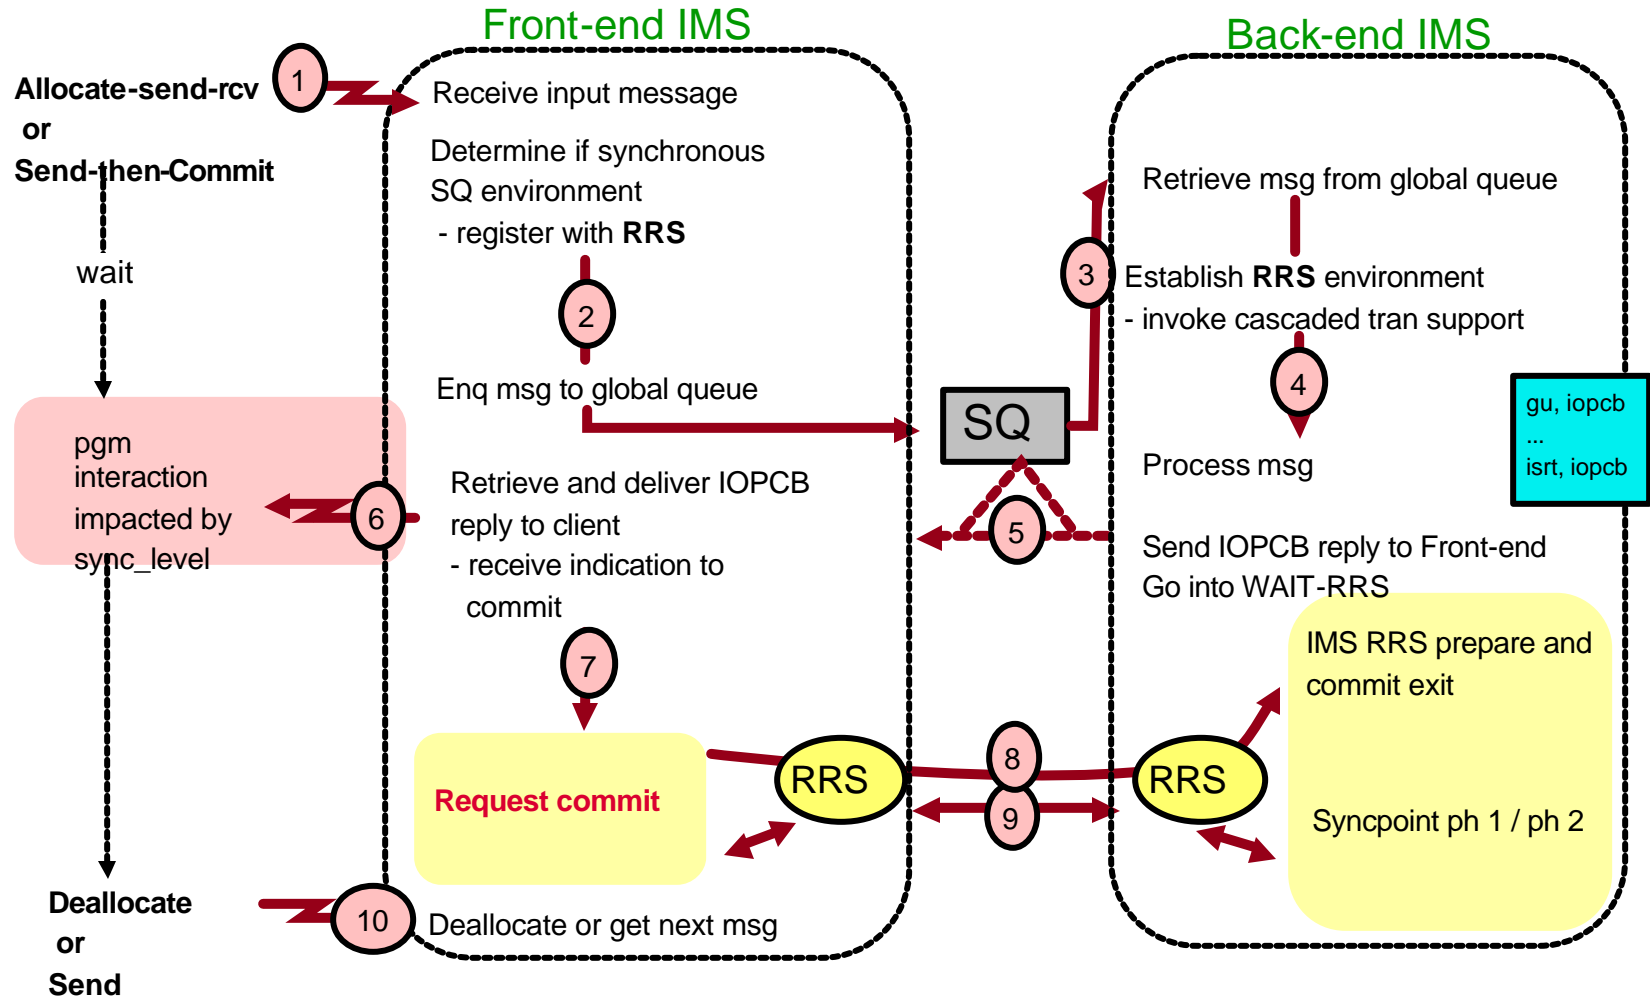 Front-end IMS
Back-end IMS
Allocate-send-rcv
or
Send-then-Commit
1
Receive input message
Determine if synchronous
SQ environment
- register with RRS
wait
2
Enq msg to global queue
SQ
3
Retrieve msg from global queue
Establish RRS environment
- invoke cascaded tran support
4
gu, iopcb
...
isrt, iopcb
Process msg
pgm
interaction
impacted by
sync_level
6
Retrieve and deliver IOPCB
reply to client
- receive indication to
commit
5
Send IOPCB reply to Front-end
Go into WAIT-RRS
7
IMS RRS prepare and
commit exit
Request commit
RRS
8
9
RRS
Syncpoint ph 1 / ph 2
Deallocate
or
Send
10
Deallocate or get next msg